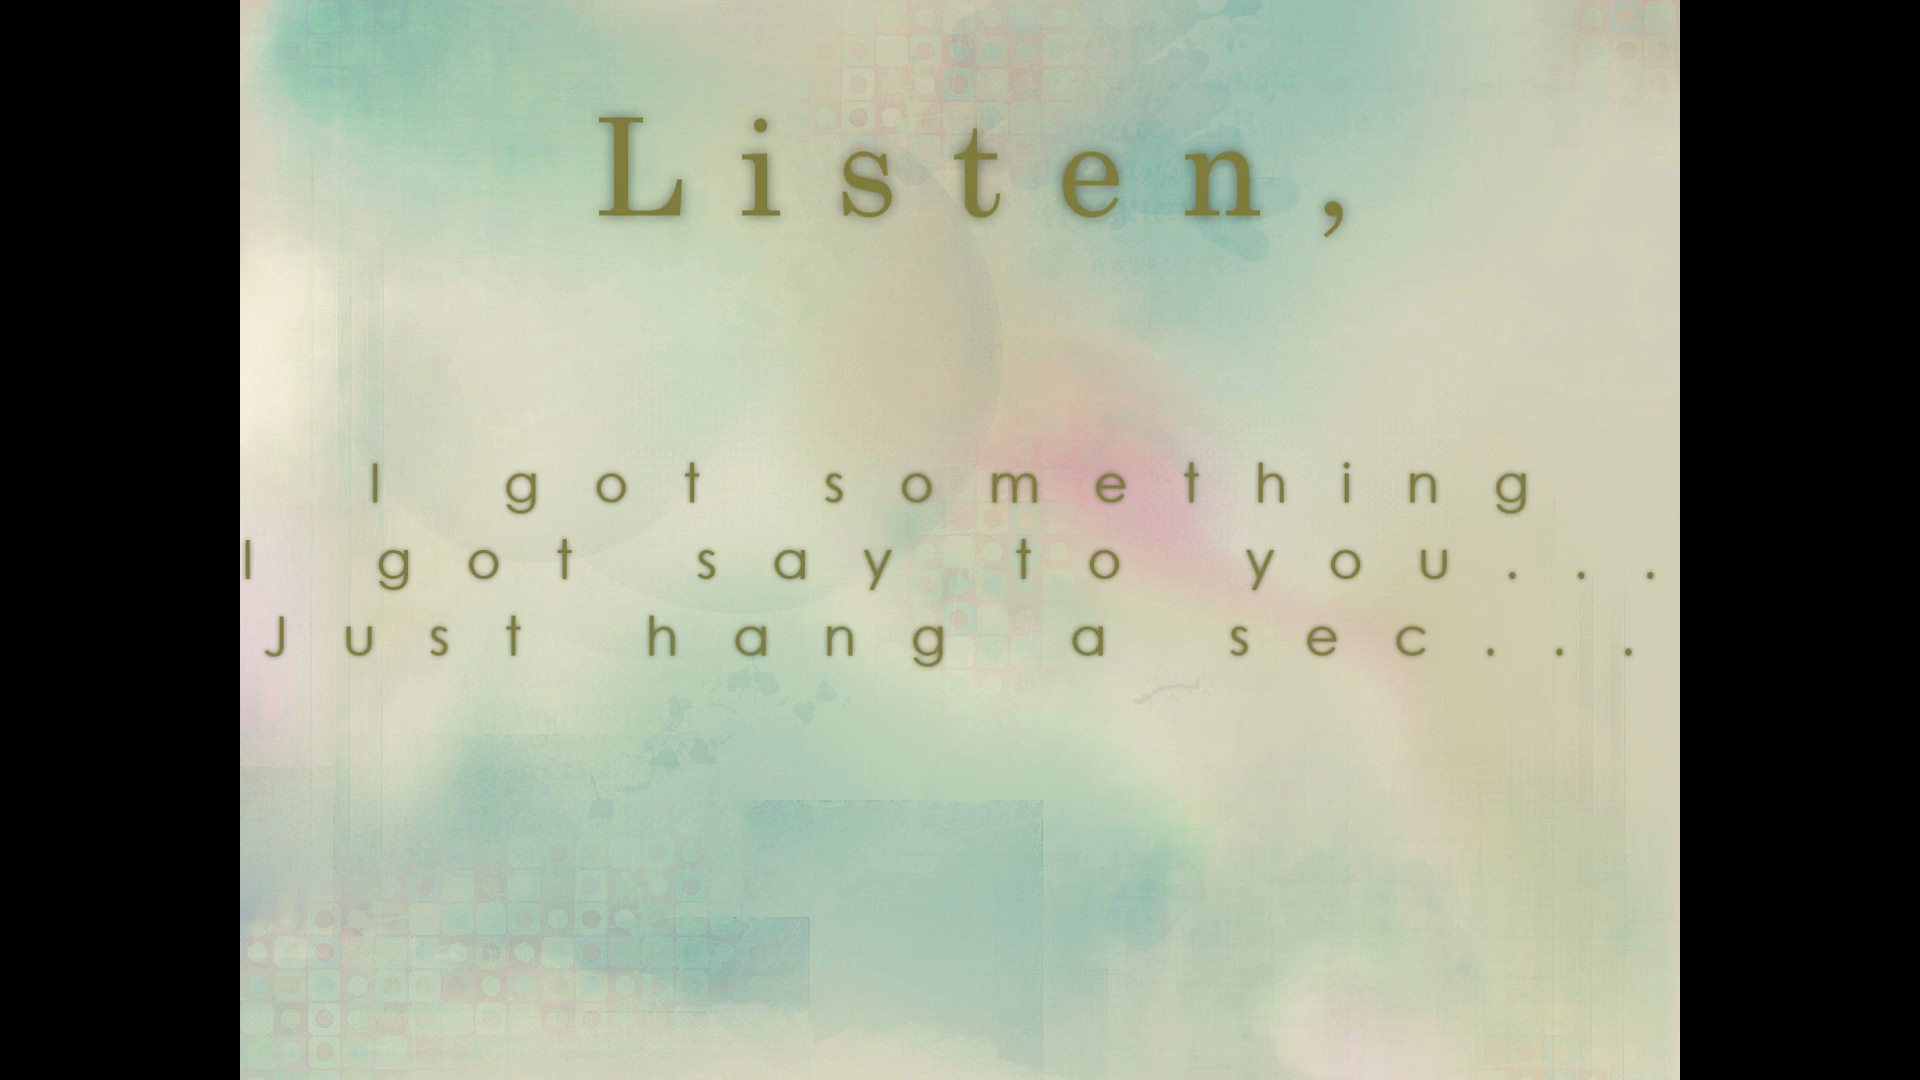 Listen,
I got something
I got say to you...
Just hang a sec...